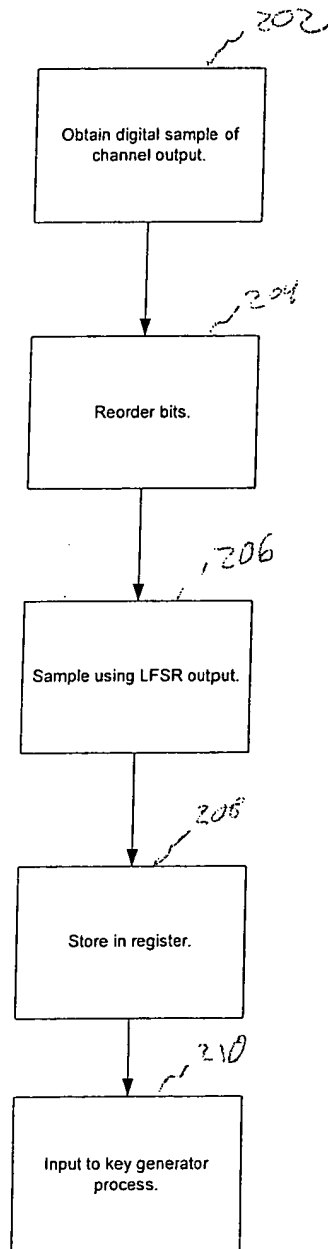 202
Obtain digital sample of
channel output.
204
Reorder bits.
206
Sample using LFSR output.
208
Store in register.
210
Input to key generator
process.